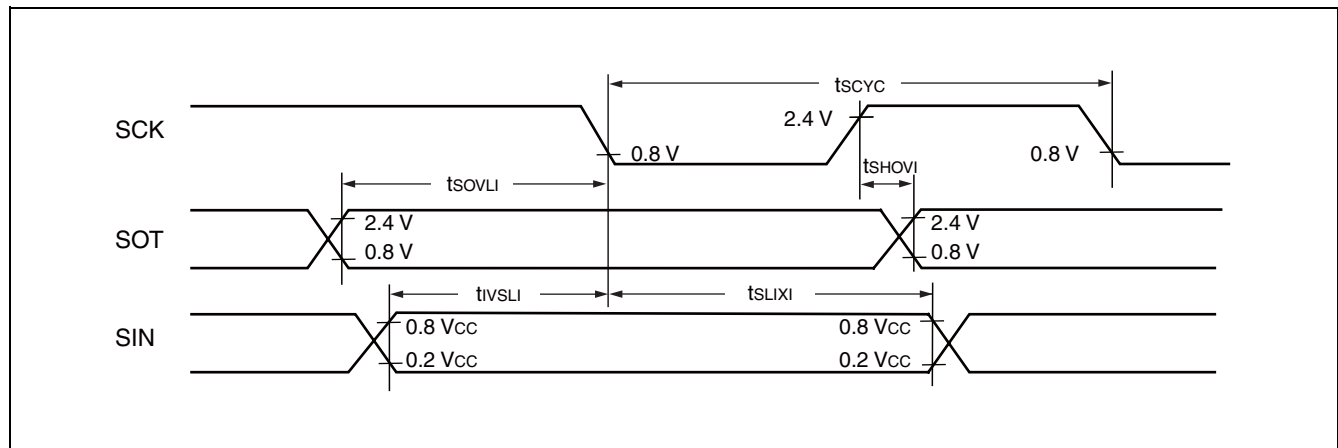 tSCYC
SCK
2.4 V
0.8 V
0.8 V
tSHOVI
tSOVLI
SOT
2.4 V
0.8 V
2.4 V
0.8 V
tIVSLI
tSLIXI
SIN
0.8 VCC
0.2 VCC
0.8 VCC
0.2 VCC